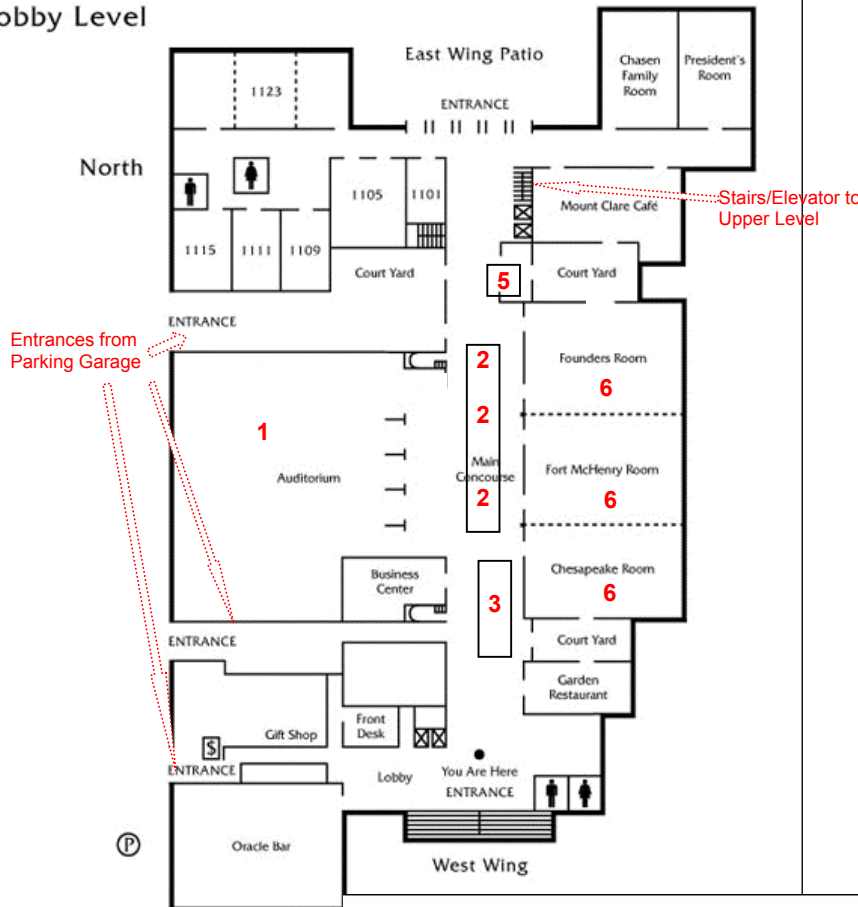 obby Level
East Wing Patio
ENTRANCE
Chasen
Family
Room
President's
Room
1123
North
1105
1101
Mount Clare Café
Stairs/Elevator to
Upper Level
1115
1111
1109
Court Yard
5
Court Yard
ENTRANCE
Entrances from
Parking Garage
2
Founders Room
6
2
1
Auditorium
Main
Concourse
Fort McHenry Room
2
6
Business
Center
Chesapeake Room
3
6
ENTRANCE
Court Yard
Garden
Restaurant
Gift Shop
Front
Desk
$
ENTRANCE
Lobby
You Are Here
ENTRANCE
P
Oracle Bar
West Wing